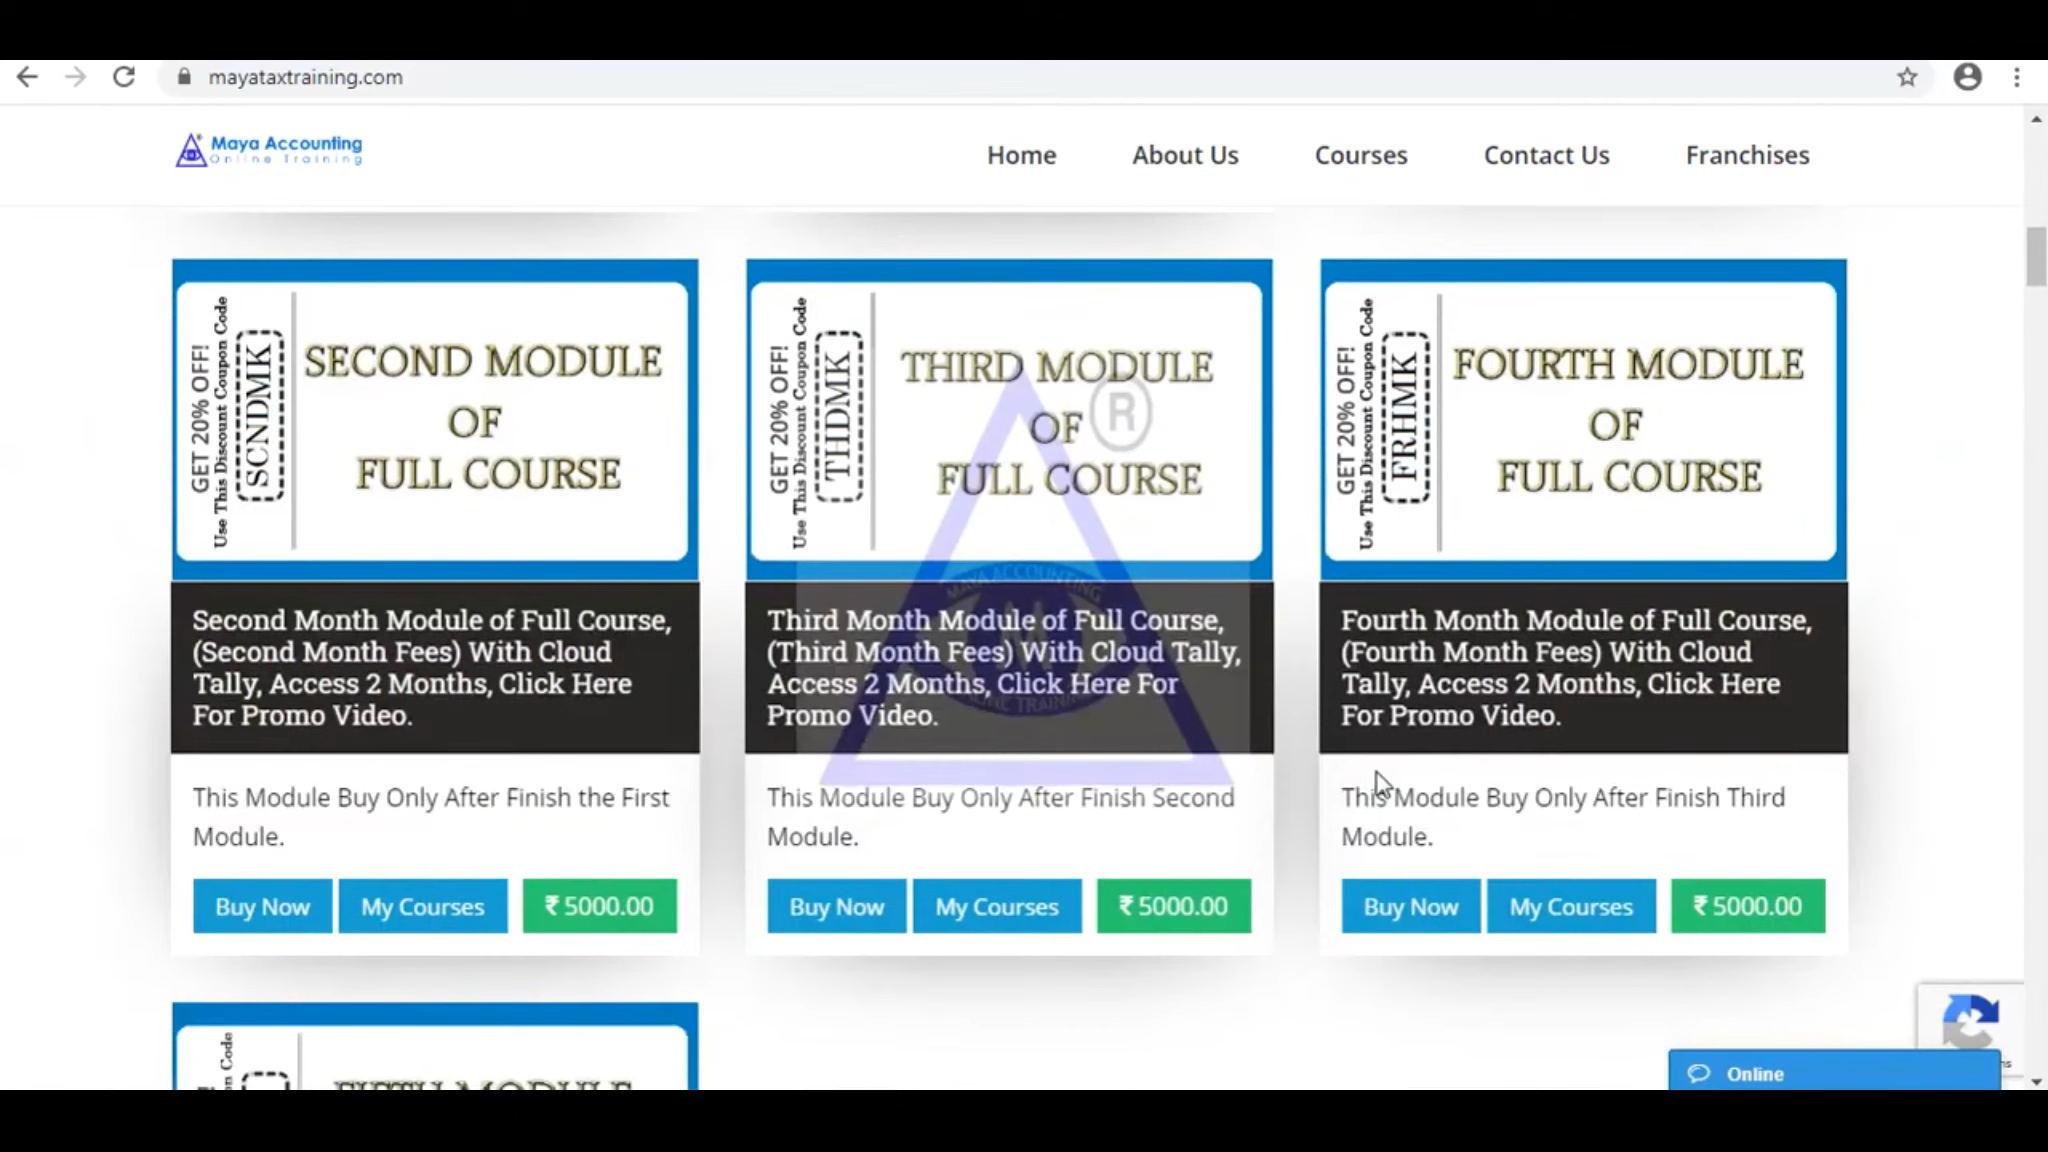 mayataxtraining.com
Maya Accounting
Online Training
Home
About Us
Courses
Contact Us
Franchises
GET 20% OFF!
Use This Discount Coupon Code
SCNDMK
SECOND MODULE
OF
FULL COURSE
GET 20% OFF!
Use This Discount Coupon Code
THDMK
THIRD MODULE
OF
FULL COURSE
®
GET 20% OFF!
Use This Discount Coupon Code
FRHMK
FOURTH MODULE
OF
FULL COURSE
Second Month Module of Full Course,
(Second Month Fees) With Cloud
Tally, Access 2 Months, Click Here
For Promo Video.
Third Month Module of Full Course,
(Third Month Fees) With Cloud Tally,
Access 2 Months, Click Here For
Promo Video.
MAYA ACCOUNTING
M
Fourth Month Module of Full Course,
(Fourth Month Fees) With Cloud
Tally, Access 2 Months, Click Here
For Promo Video.
This Module Buy Only After Finish the First
Module.
This Module Buy Only After Finish Second
Module.
This Module Buy Only After Finish Third
Module.
Buy Now
My Courses
₹ 5000.00
Buy Now
My Courses
₹ 5000.00
Buy Now
My Courses
₹ 5000.00
FIFTH MODULE
Online